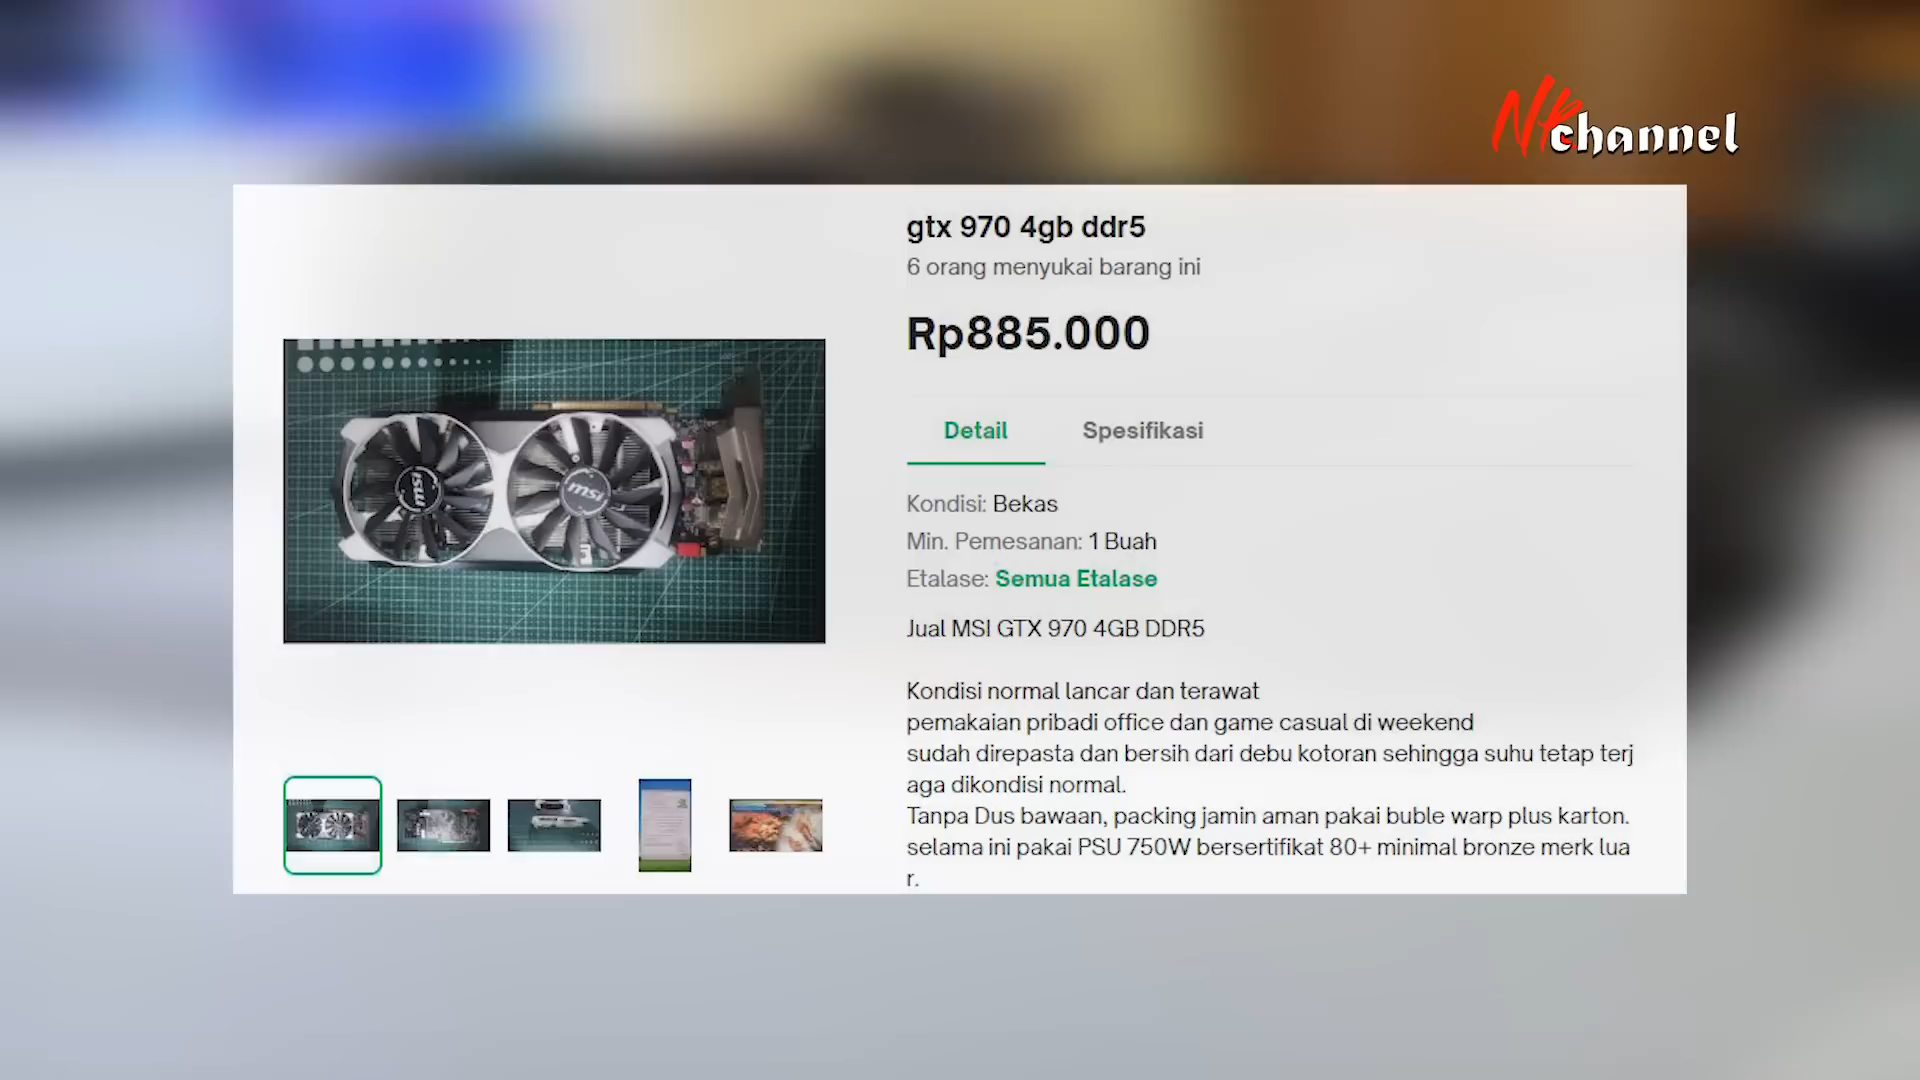 NR channel
gtx 970 4gb ddr5
6 orang menyukai barang ini
Rp885.000
Detail Spesifikasi
Kondisi: Bekas
Min. Pemesanan: 1 Buah
Etalase: Semua Etalase
Jual MSI GTX 970 4GB DDR5
Kondisi normal lancar dan terawat
pemakaian pribadi office dan game casual di weekend
sudah direpasta dan bersih dari debu kotoran sehingga suhu tetap terj
aga dikondisi normal.
Tanpa Dus bawaan, packing jamin aman pakai buble warp plus karton.
selama ini pakai PSU 750W bersertifikat 80+ minimal bronze merk lua
r.
msi
msi